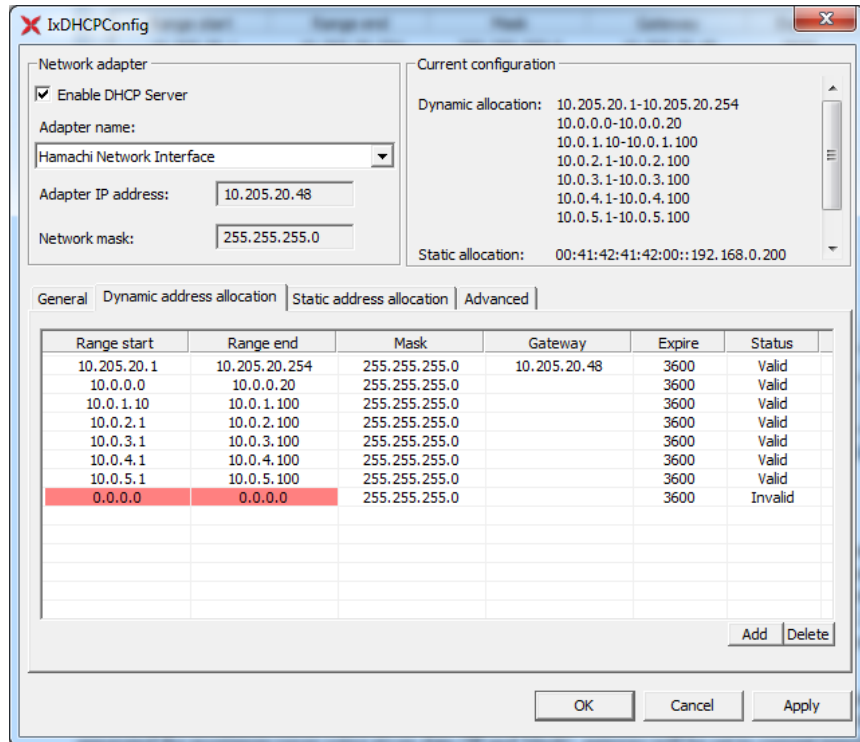 IxDHCPConfig
Network adapter
Enable DHCP Server
Adapter name:
Hamachi Network Interface
Adapter IP address: 10.205.20.48
Network mask: 255.255.255.0
Current configuration
Dynamic allocation: 10.205.20.1-10.205.20.254
10.0.0.0-10.0.0.20
10.0.1.10-10.0.1.100
10.0.2.1-10.0.2.100
10.0.3.1-10.0.3.100
10.0.4.1-10.0.4.100
10.0.5.1-10.0.5.100
Static allocation: 00:41:42:41:42:00::192.168.0.200
General Dynamic address allocation Static address allocation Advanced
Range start Range end Mask Gateway Expire Status
10.205.20.1 10.205.20.254 255.255.255.0 10.205.20.48 3600 Valid
10.0.0.0 10.0.0.20 255.255.255.0 3600 Valid
10.0.1.10 10.0.1.100 255.255.255.0 3600 Valid
10.0.2.1 10.0.2.100 255.255.255.0 3600 Valid
10.0.3.1 10.0.3.100 255.255.255.0 3600 Valid
10.0.4.1 10.0.4.100 255.255.255.0 3600 Valid
10.0.5.1 10.0.5.100 255.255.255.0 3600 Valid
0.0.0.0 0.0.0.0 255.255.255.0 3600 Invalid
Add Delete
OK Cancel Apply